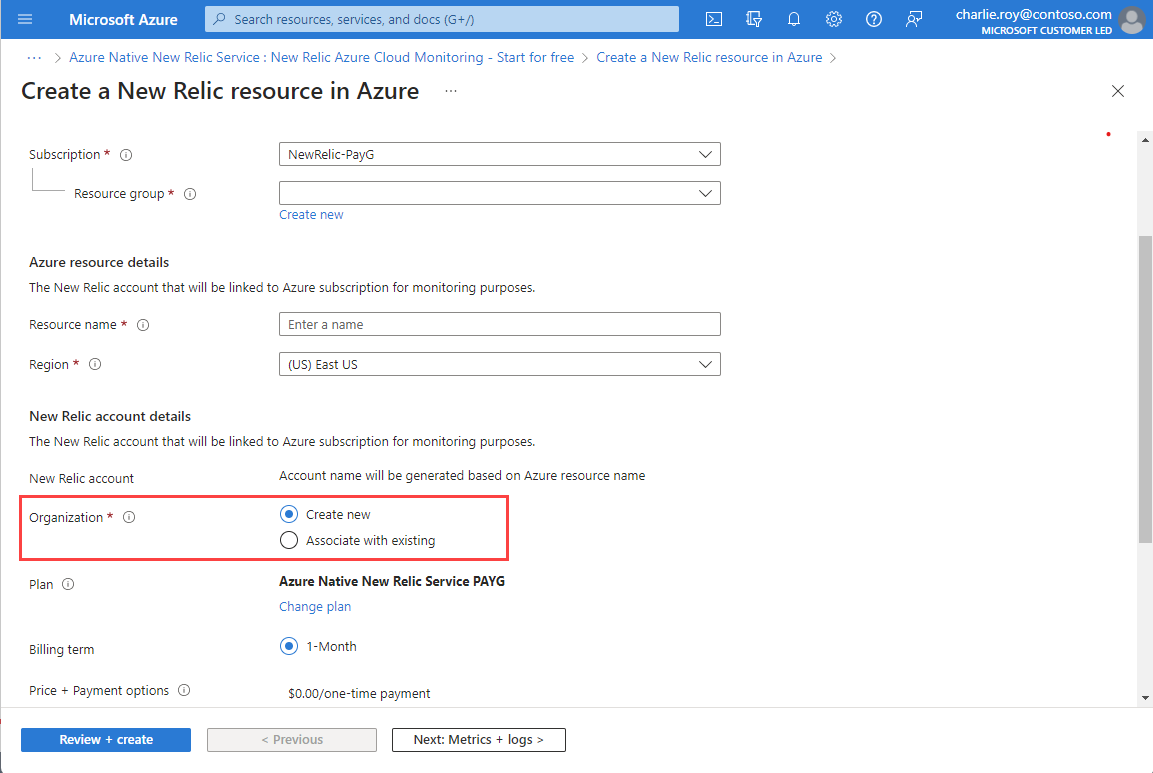 Microsoft Azure
Search resources, services, and docs (G+/)
charlie.roy@contoso.com
MICROSOFT CUSTOMER LED
··· > Azure Native New Relic Service : New Relic Azure Cloud Monitoring - Start for free > Create a New Relic resource in Azure >
Create a New Relic resource in Azure ···
Subscription * NewRelic-PayG
Resource group *
Create new
Azure resource details
The New Relic account that will be linked to Azure subscription for monitoring purposes.
Resource name * Enter a name
Region * (US) East US
New Relic account details
The New Relic account that will be linked to Azure subscription for monitoring purposes.
New Relic account Account name will be generated based on Azure resource name
Organization * Create new
Associate with existing
Plan Azure Native New Relic Service PAYG
Change plan
Billing term 1-Month
Price + Payment options $0.00/one-time payment
Review + create < Previous Next: Metrics + logs >